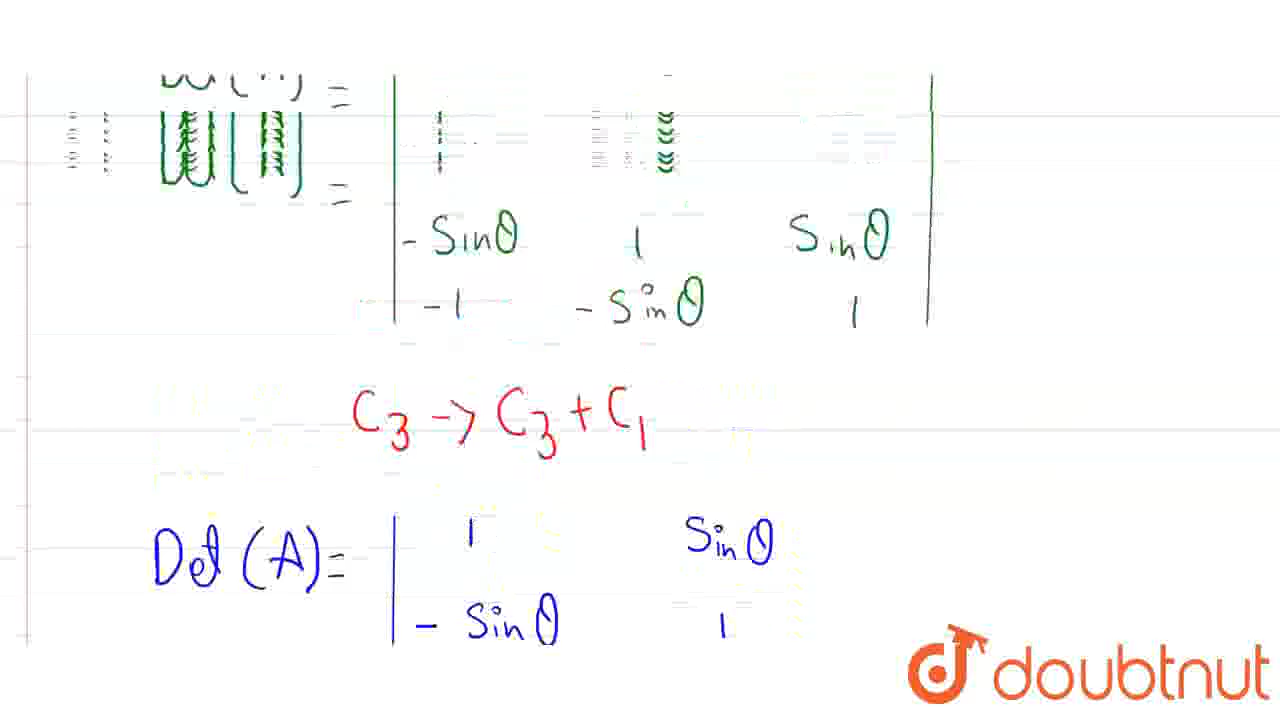 =
=
- Sinθ 1 Sinθ
-1 - Sinθ 1
C₃ → C₃ + C₁
Det (A) = 1 Sinθ
- Sinθ 1
doubtnut